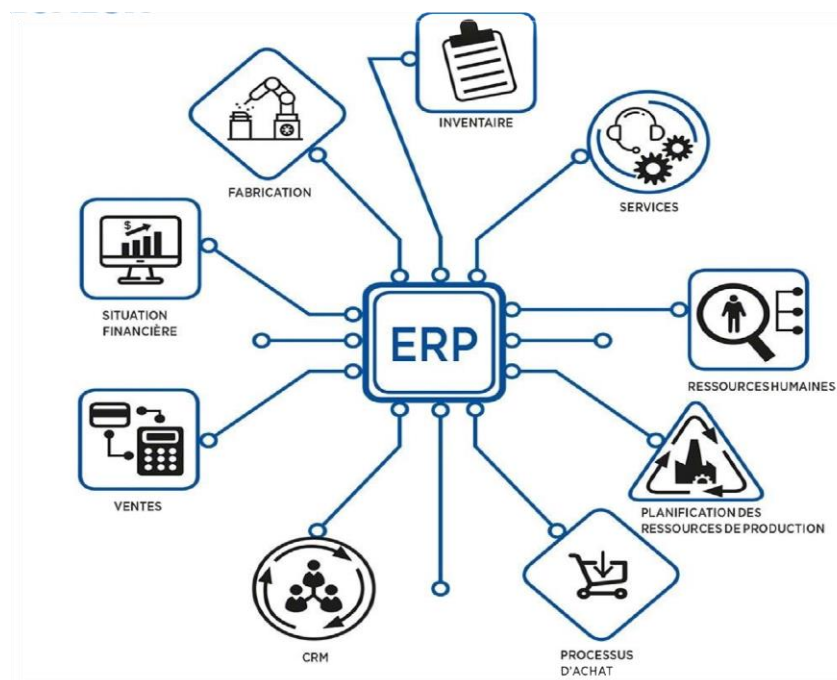 INVENTAIRE
FABRICATION
SERVICES
$
SITUATION
FINANCIÈRE
ERP
RESSOURCES HUMAINES
VENTES
PLANIFICATION DES
RESSOURCES DE PRODUCTION
CRM
PROCESSUS
D'ACHAT